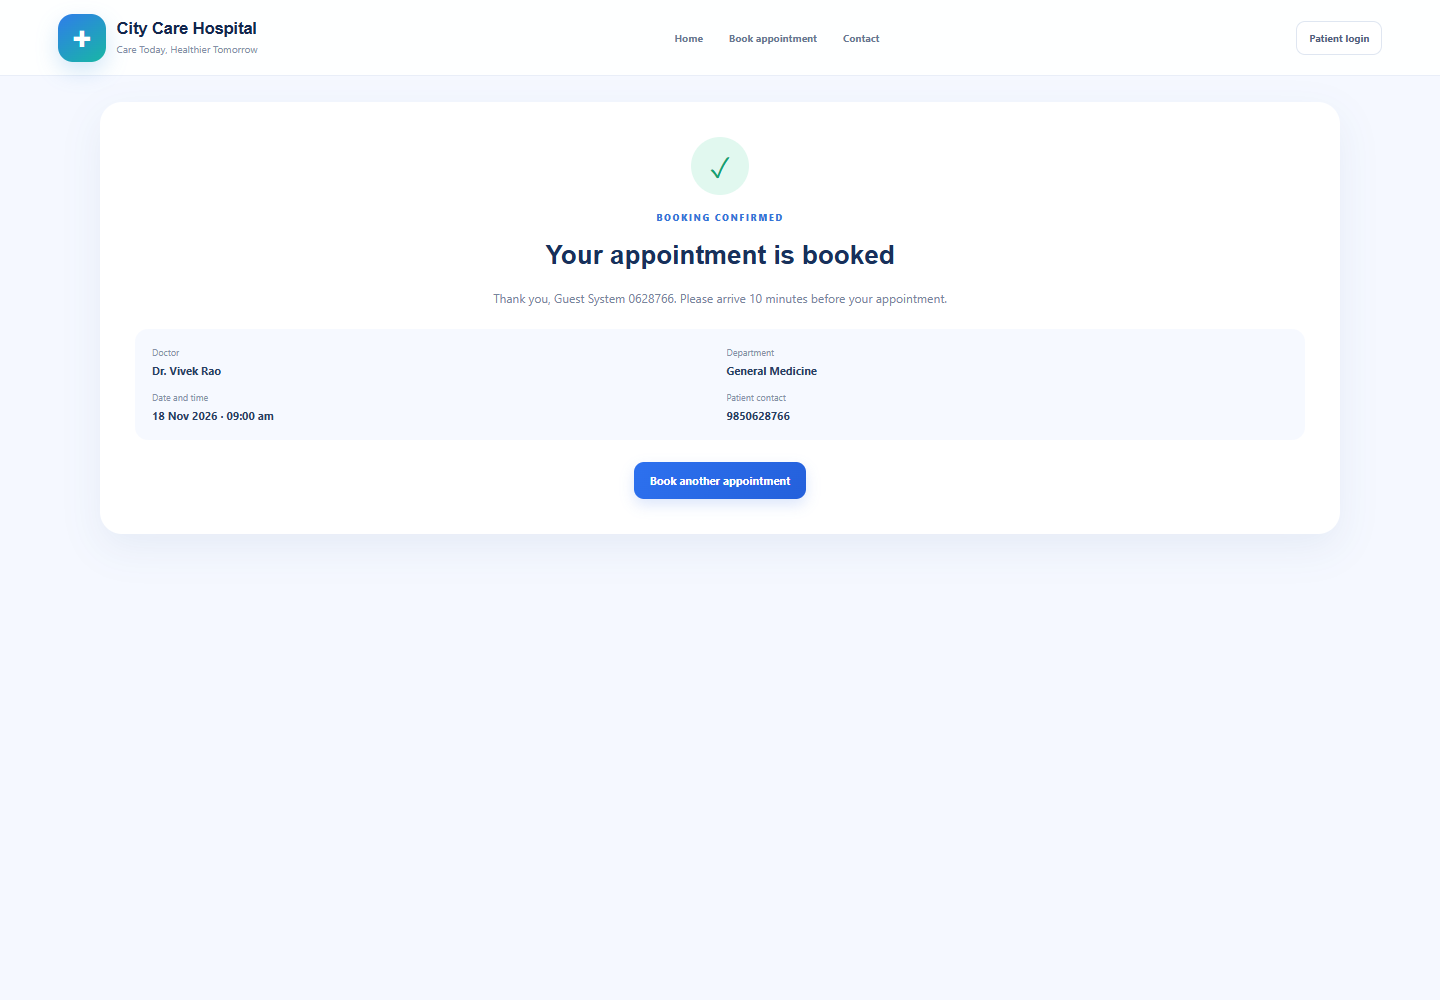 City Care Hospital
Care Today, Healthier Tomorrow
Home
Book appointment
Contact
Patient login
BOOKING CONFIRMED
Your appointment is booked
Thank you, Guest System 0628766. Please arrive 10 minutes before your appointment.
Doctor
Dr. Vivek Rao
Department
General Medicine
Date and time
18 Nov 2026 · 09:00 am
Patient contact
9850628766
Book another appointment